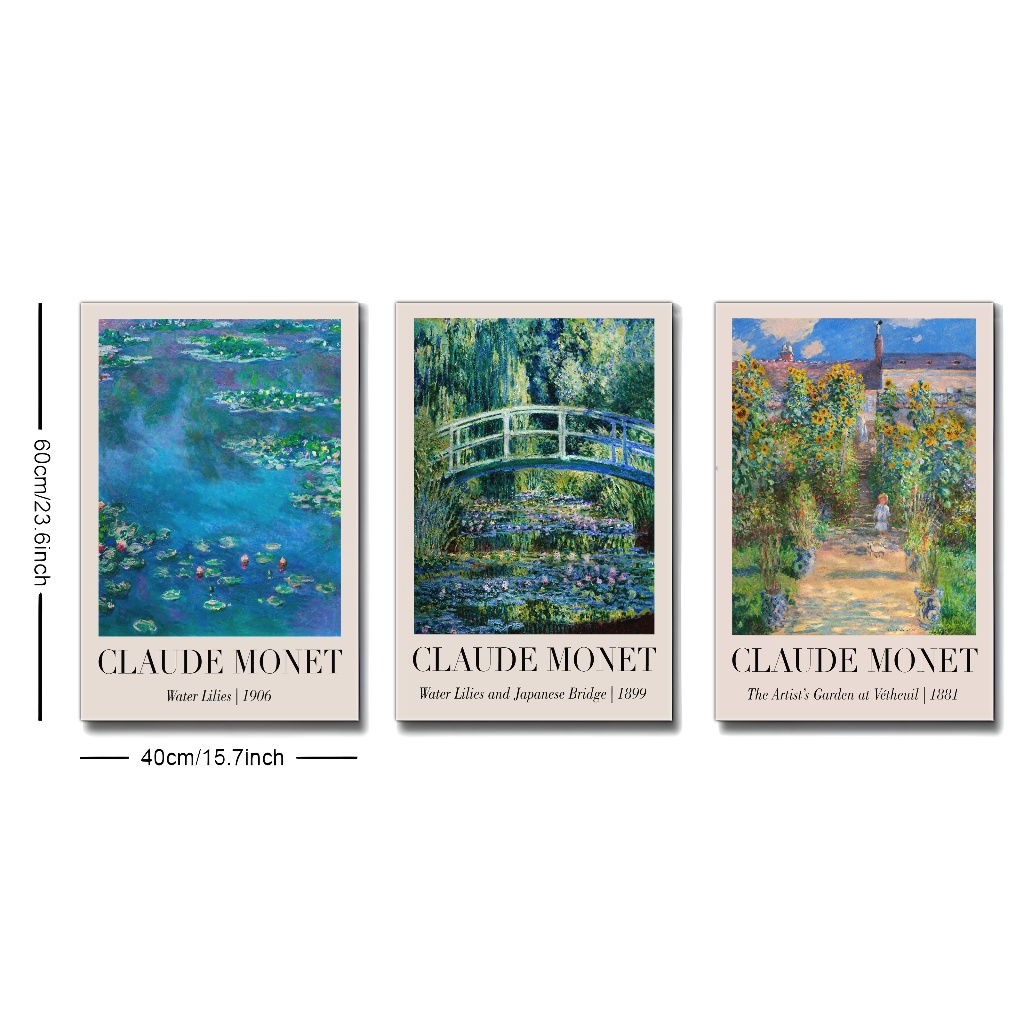 60cm/23.6inch
CLAUDE MONET
Water Lilies | 1906
CLAUDE MONET
Water Lilies and Japanese Bridge | 1899
CLAUDE MONET
The Artist's Garden at Vétheuil | 1881
40cm/15.7inch